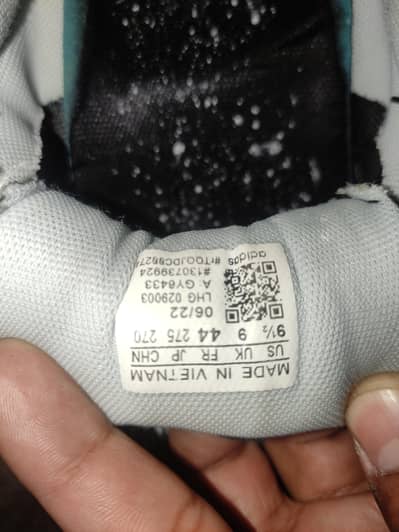 MADE IN VIETNAM
US UK FR JP CHN
9½ 9 44 275 270
06/22
LHG 029003
A: GY6433
#130739924
adidas